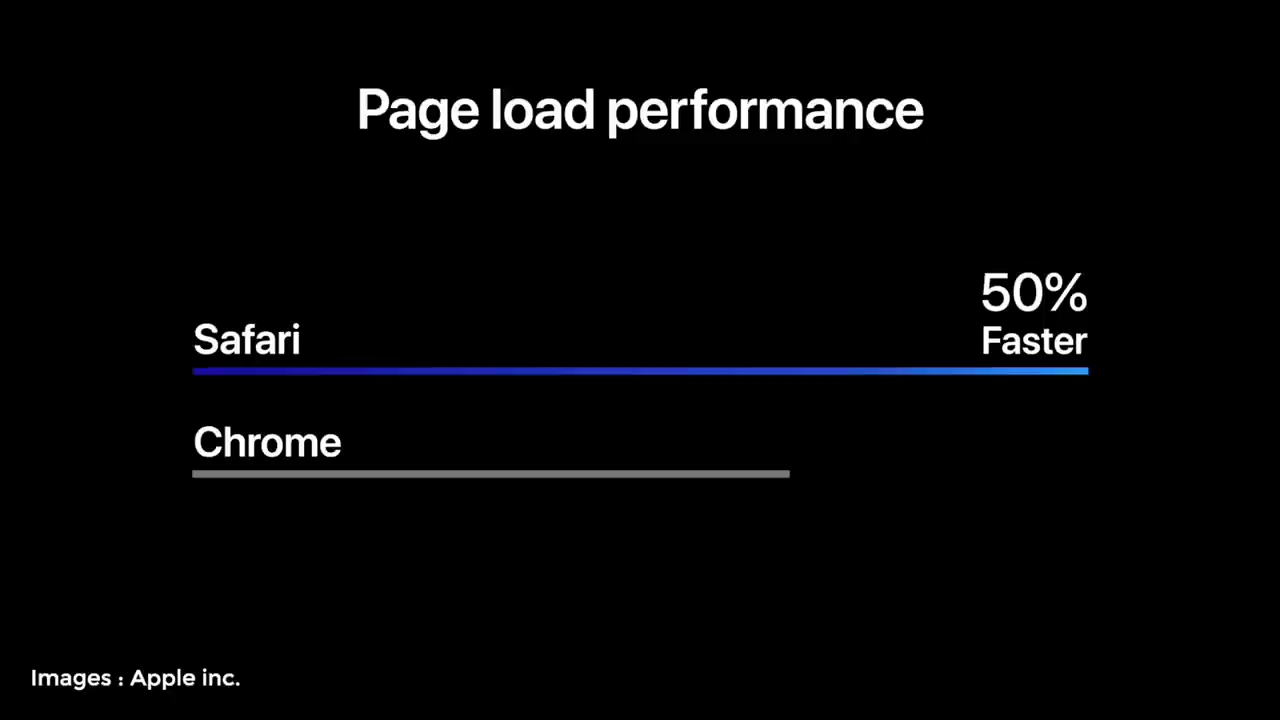 Page load performance
50%
Safari
Faster
Chrome
Images : Apple inc.